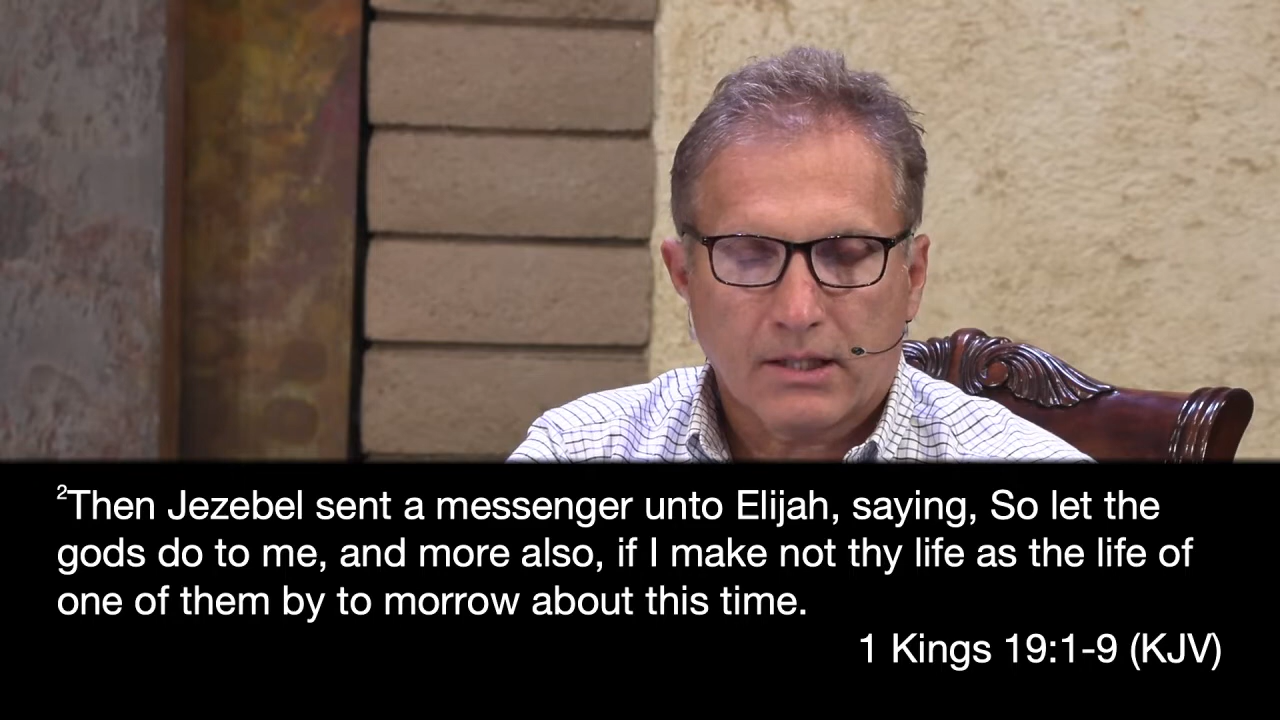 ²Then Jezebel sent a messenger unto Elijah, saying, So let the
gods do to me, and more also, if I make not thy life as the life of
one of them by to morrow about this time.
1 Kings 19:1-9 (KJV)